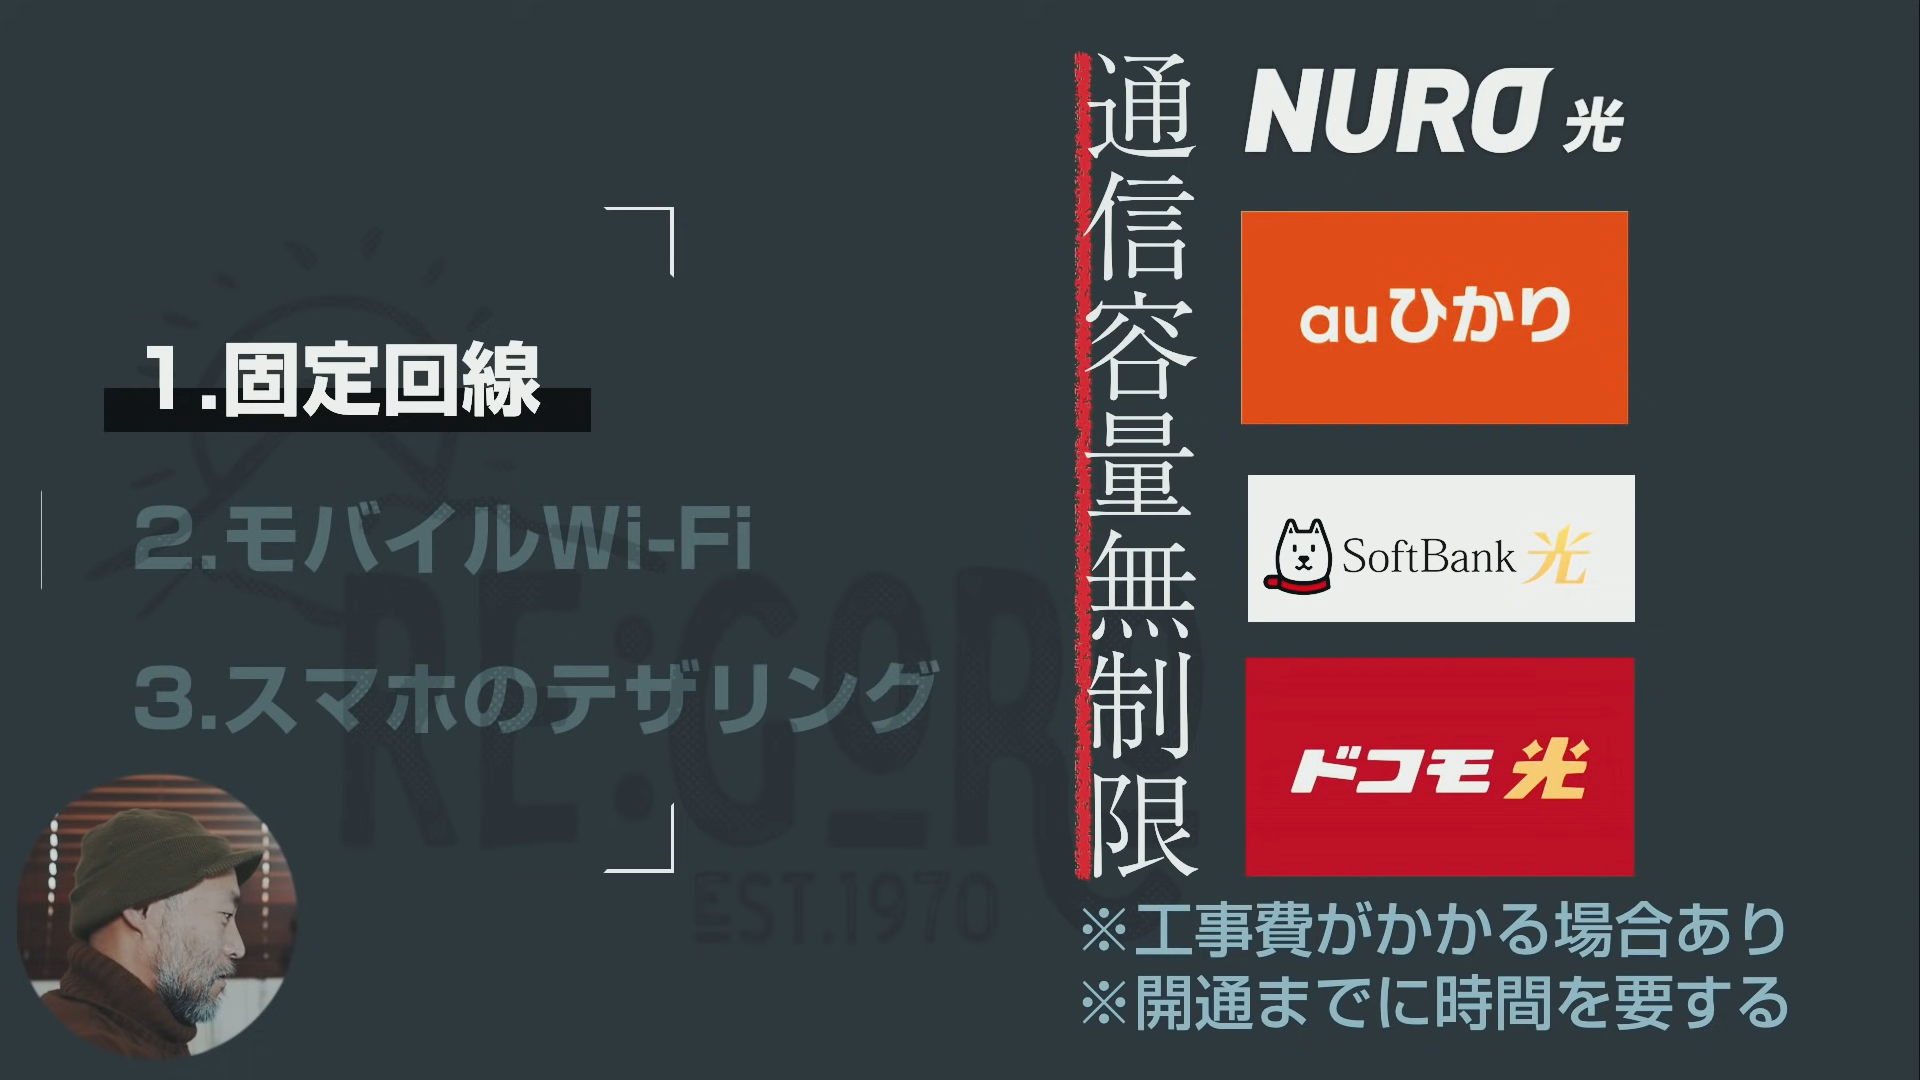 1.固定回線
2.モバイルWi-Fi
3.スマホのテザリング
通信容量無制限
NURO 光
auひかり
SoftBank 光
ドコモ光
※工事費がかかる場合あり
※開通までに時間を要する
RE:GORO
EST.1970